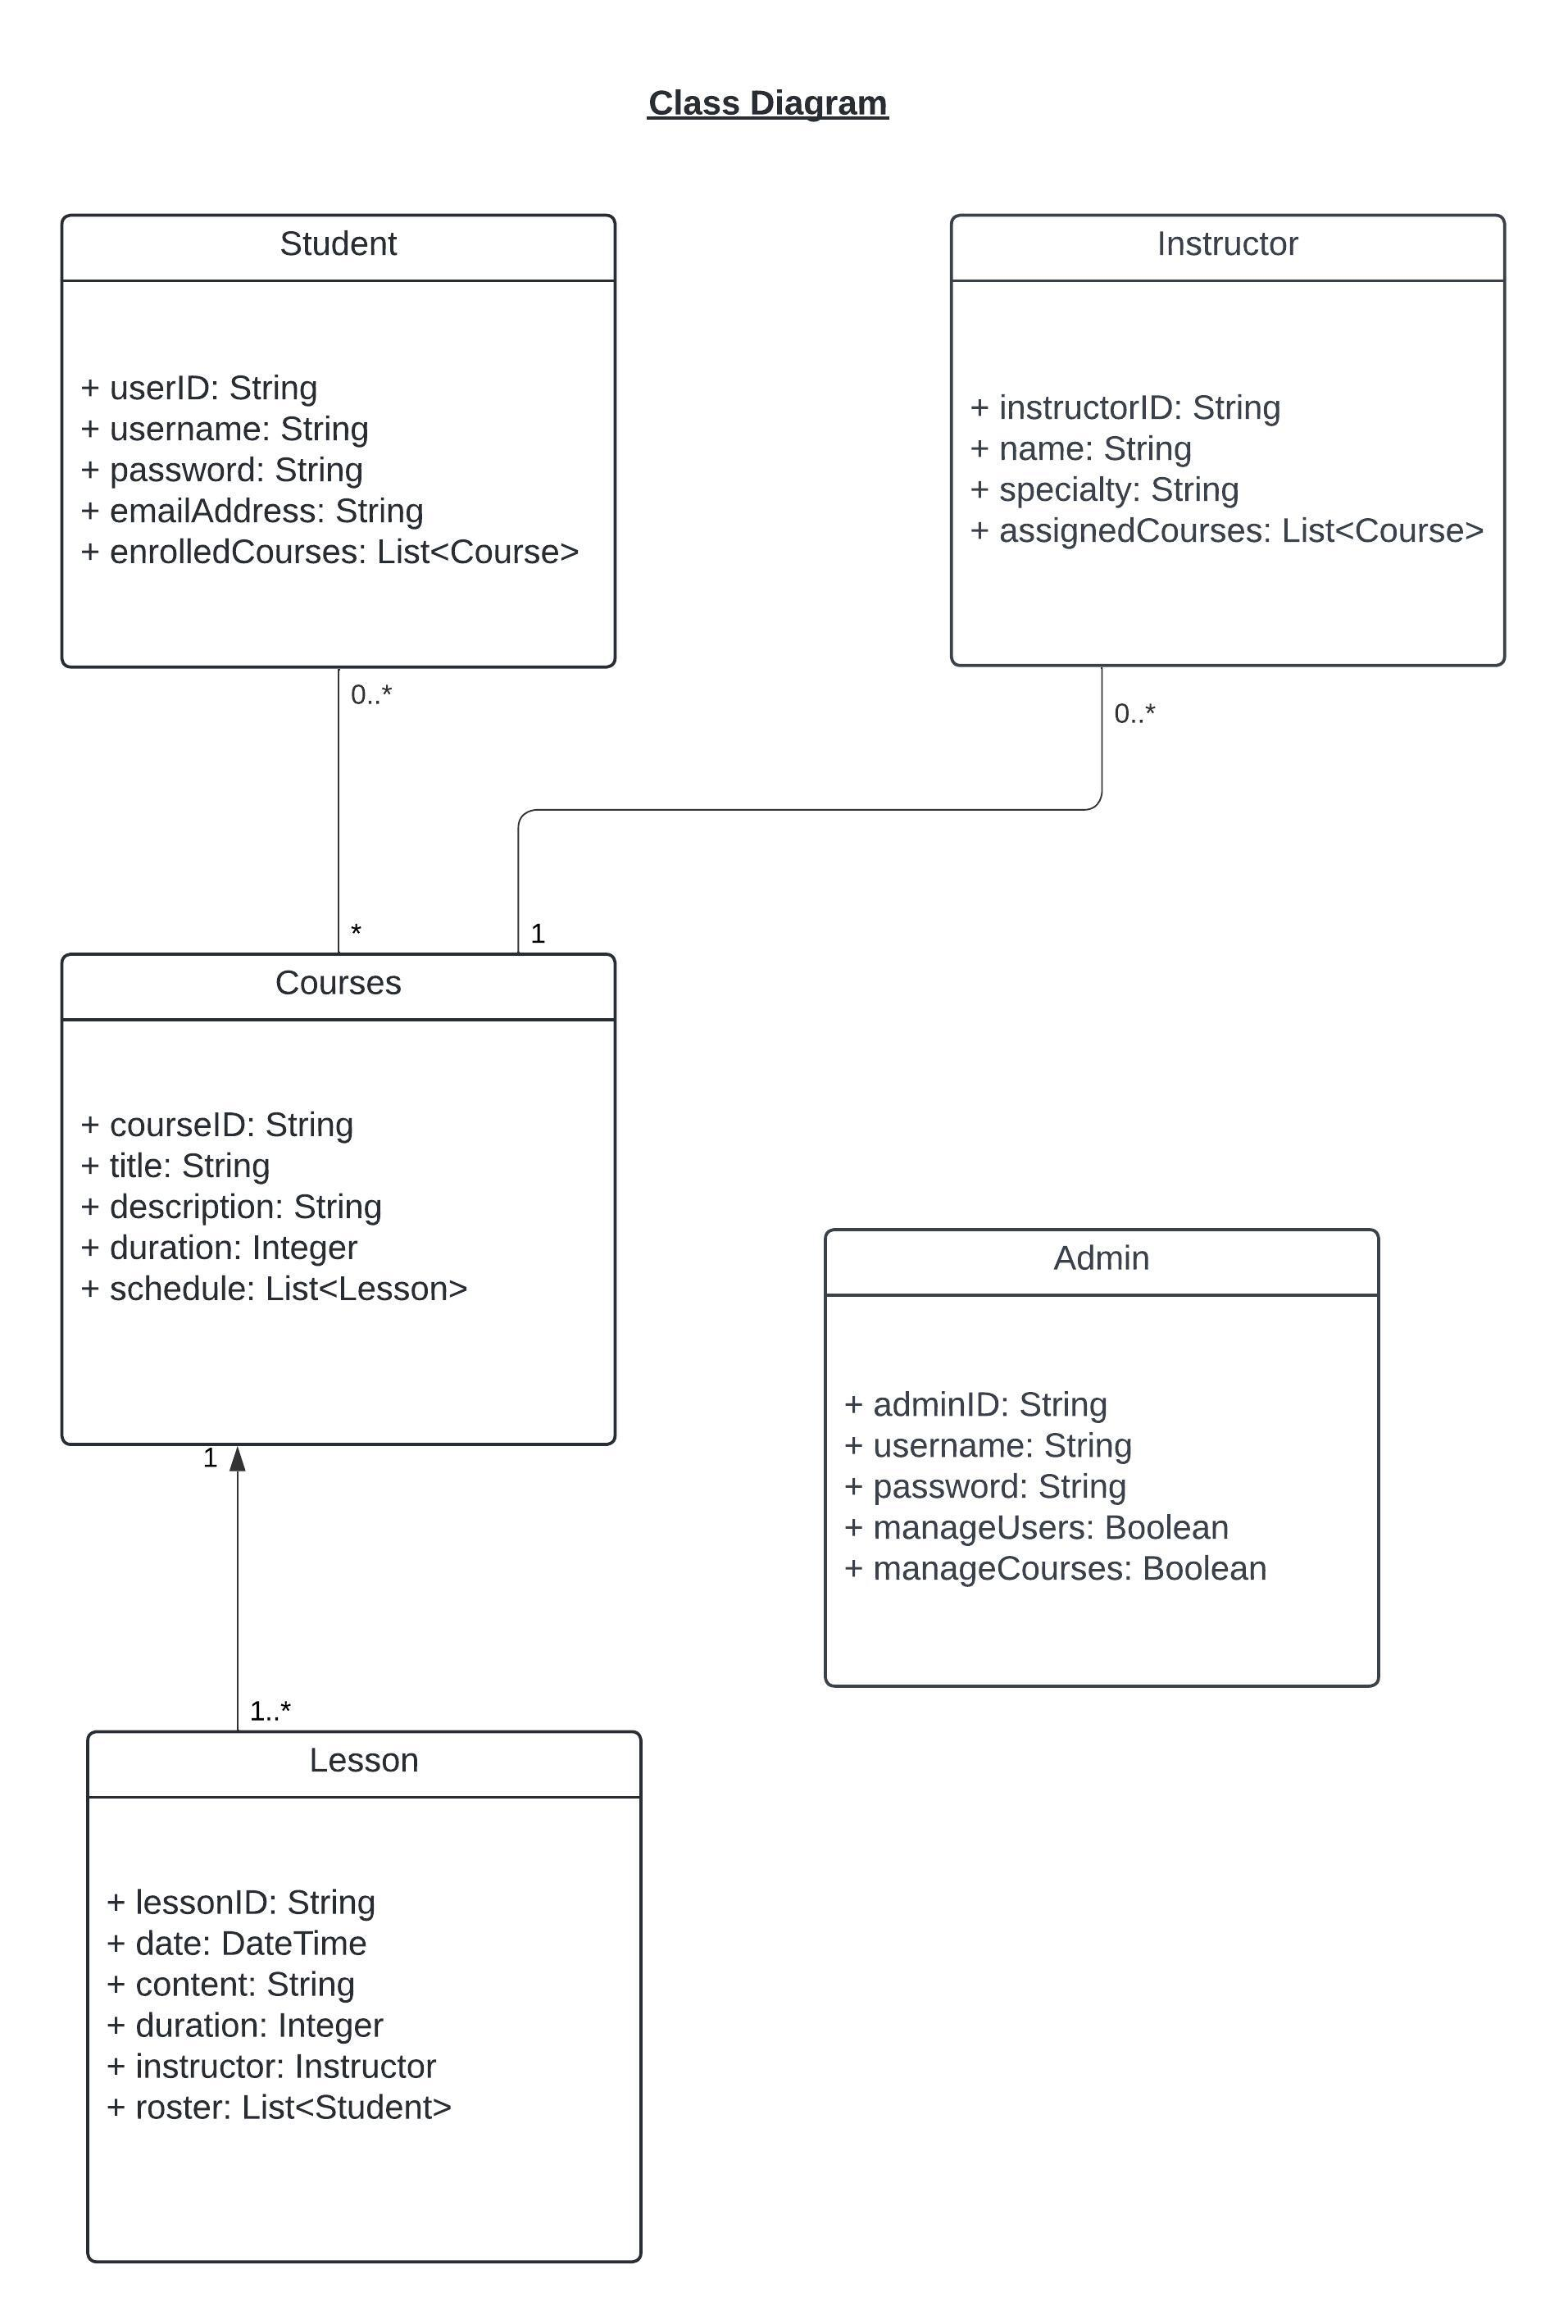 Class Diagram
Student
+ userID: String
+ username: String
+ password: String
+ emailAddress: String
+ enrolledCourses: List<Course>
Instructor
+ instructorID: String
+ name: String
+ specialty: String
+ assignedCourses: List<Course>
0..*
0..*
*
1
Courses
+ courseID: String
+ title: String
+ description: String
+ duration: Integer
+ schedule: List<Lesson>
Admin
+ adminID: String
+ username: String
+ password: String
+ manageUsers: Boolean
+ manageCourses: Boolean
1
1..*
Lesson
+ lessonID: String
+ date: DateTime
+ content: String
+ duration: Integer
+ instructor: Instructor
+ roster: List<Student>